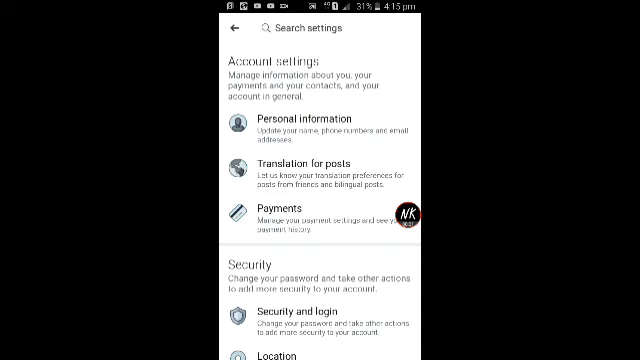 4G 1 31% 4:15 pm
Search settings
Account settings
Manage information about you, your
payments and your contacts, and your
account in general.
Personal information
Update your name, phone numbers and email
addresses.
Translation for posts
Let us know your translation preferences for
posts from friends and bilingual posts.
Payments
Manage your payment settings and see
payment history.
NK
Security
Change your password and take other actions
to add more security to your account.
Security and login
Change your password and take other actions
to add more security to your account.
Location